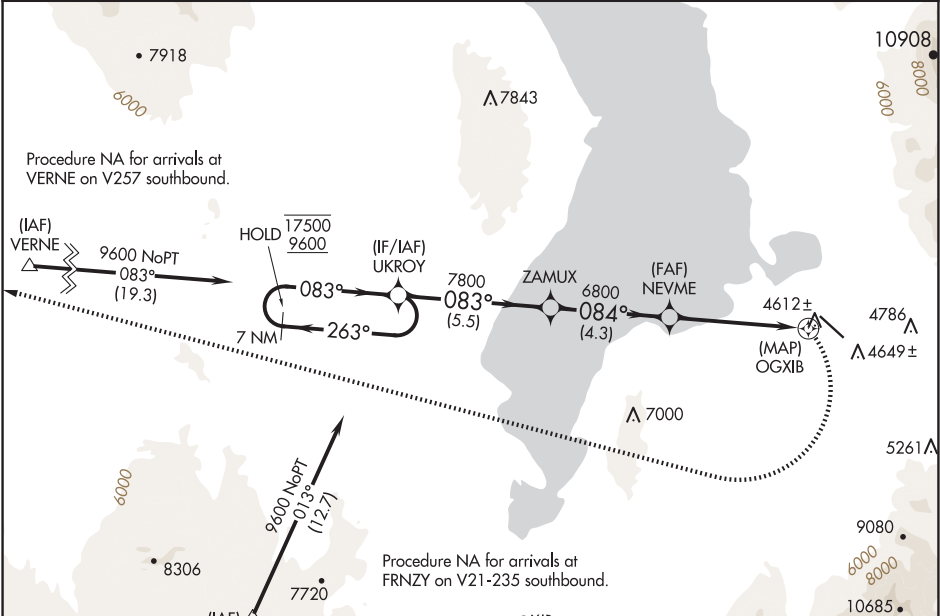 7918
10908
8000
6000
6000
7843
Procedure NA for arrivals at
VERNE on V257 southbound.
(IAF)
VERNE
9600 NoPT
083°
(19.3)
HOLD
17500
9600
(IF/IAF)
UKROY
083°
263°
7 NM
7800
083°
(5.5)
ZAMUX
6800
084°
(4.3)
(FAF)
NEVME
4612±
(MAP)
OGXIB
4786
4649±
7000
5261
6000
9600 NoPT
013°
(12.7)
8306
7720
Procedure NA for arrivals at
FRNZY on V21-235 southbound.
9080
6000
8000
10685
(IAF)